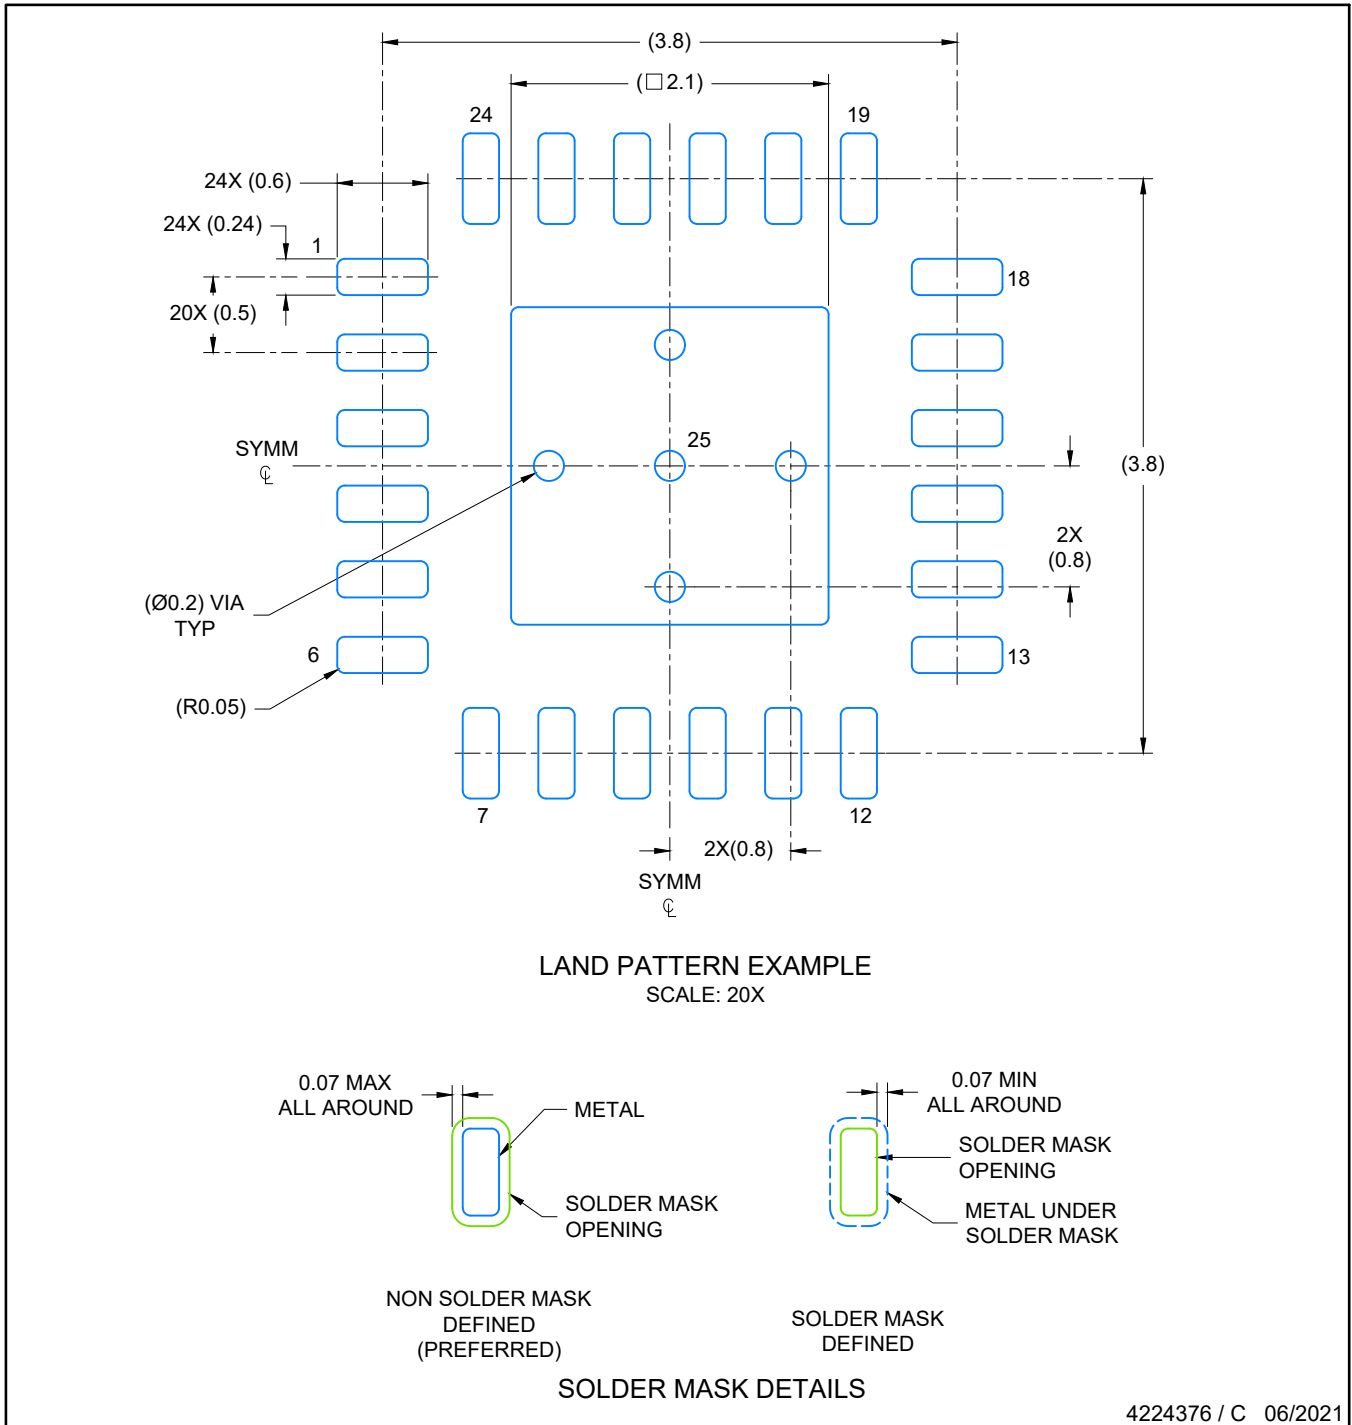 (3.8)
(□2.1)
24
19
24X (0.6)
24X (0.24)
1
18
20X (0.5)
SYMM
℄
25
(3.8)
2X
(0.8)
(Ø0.2) VIA
TYP
6
13
(R0.05)
7
12
2X(0.8)
SYMM
℄
LAND PATTERN EXAMPLE
SCALE: 20X
0.07 MAX
ALL AROUND
METAL
SOLDER MASK
OPENING
NON SOLDER MASK
DEFINED
(PREFERRED)
0.07 MIN
ALL AROUND
SOLDER MASK
OPENING
METAL UNDER
SOLDER MASK
SOLDER MASK
DEFINED
SOLDER MASK DETAILS
4224376 / C 06/2021